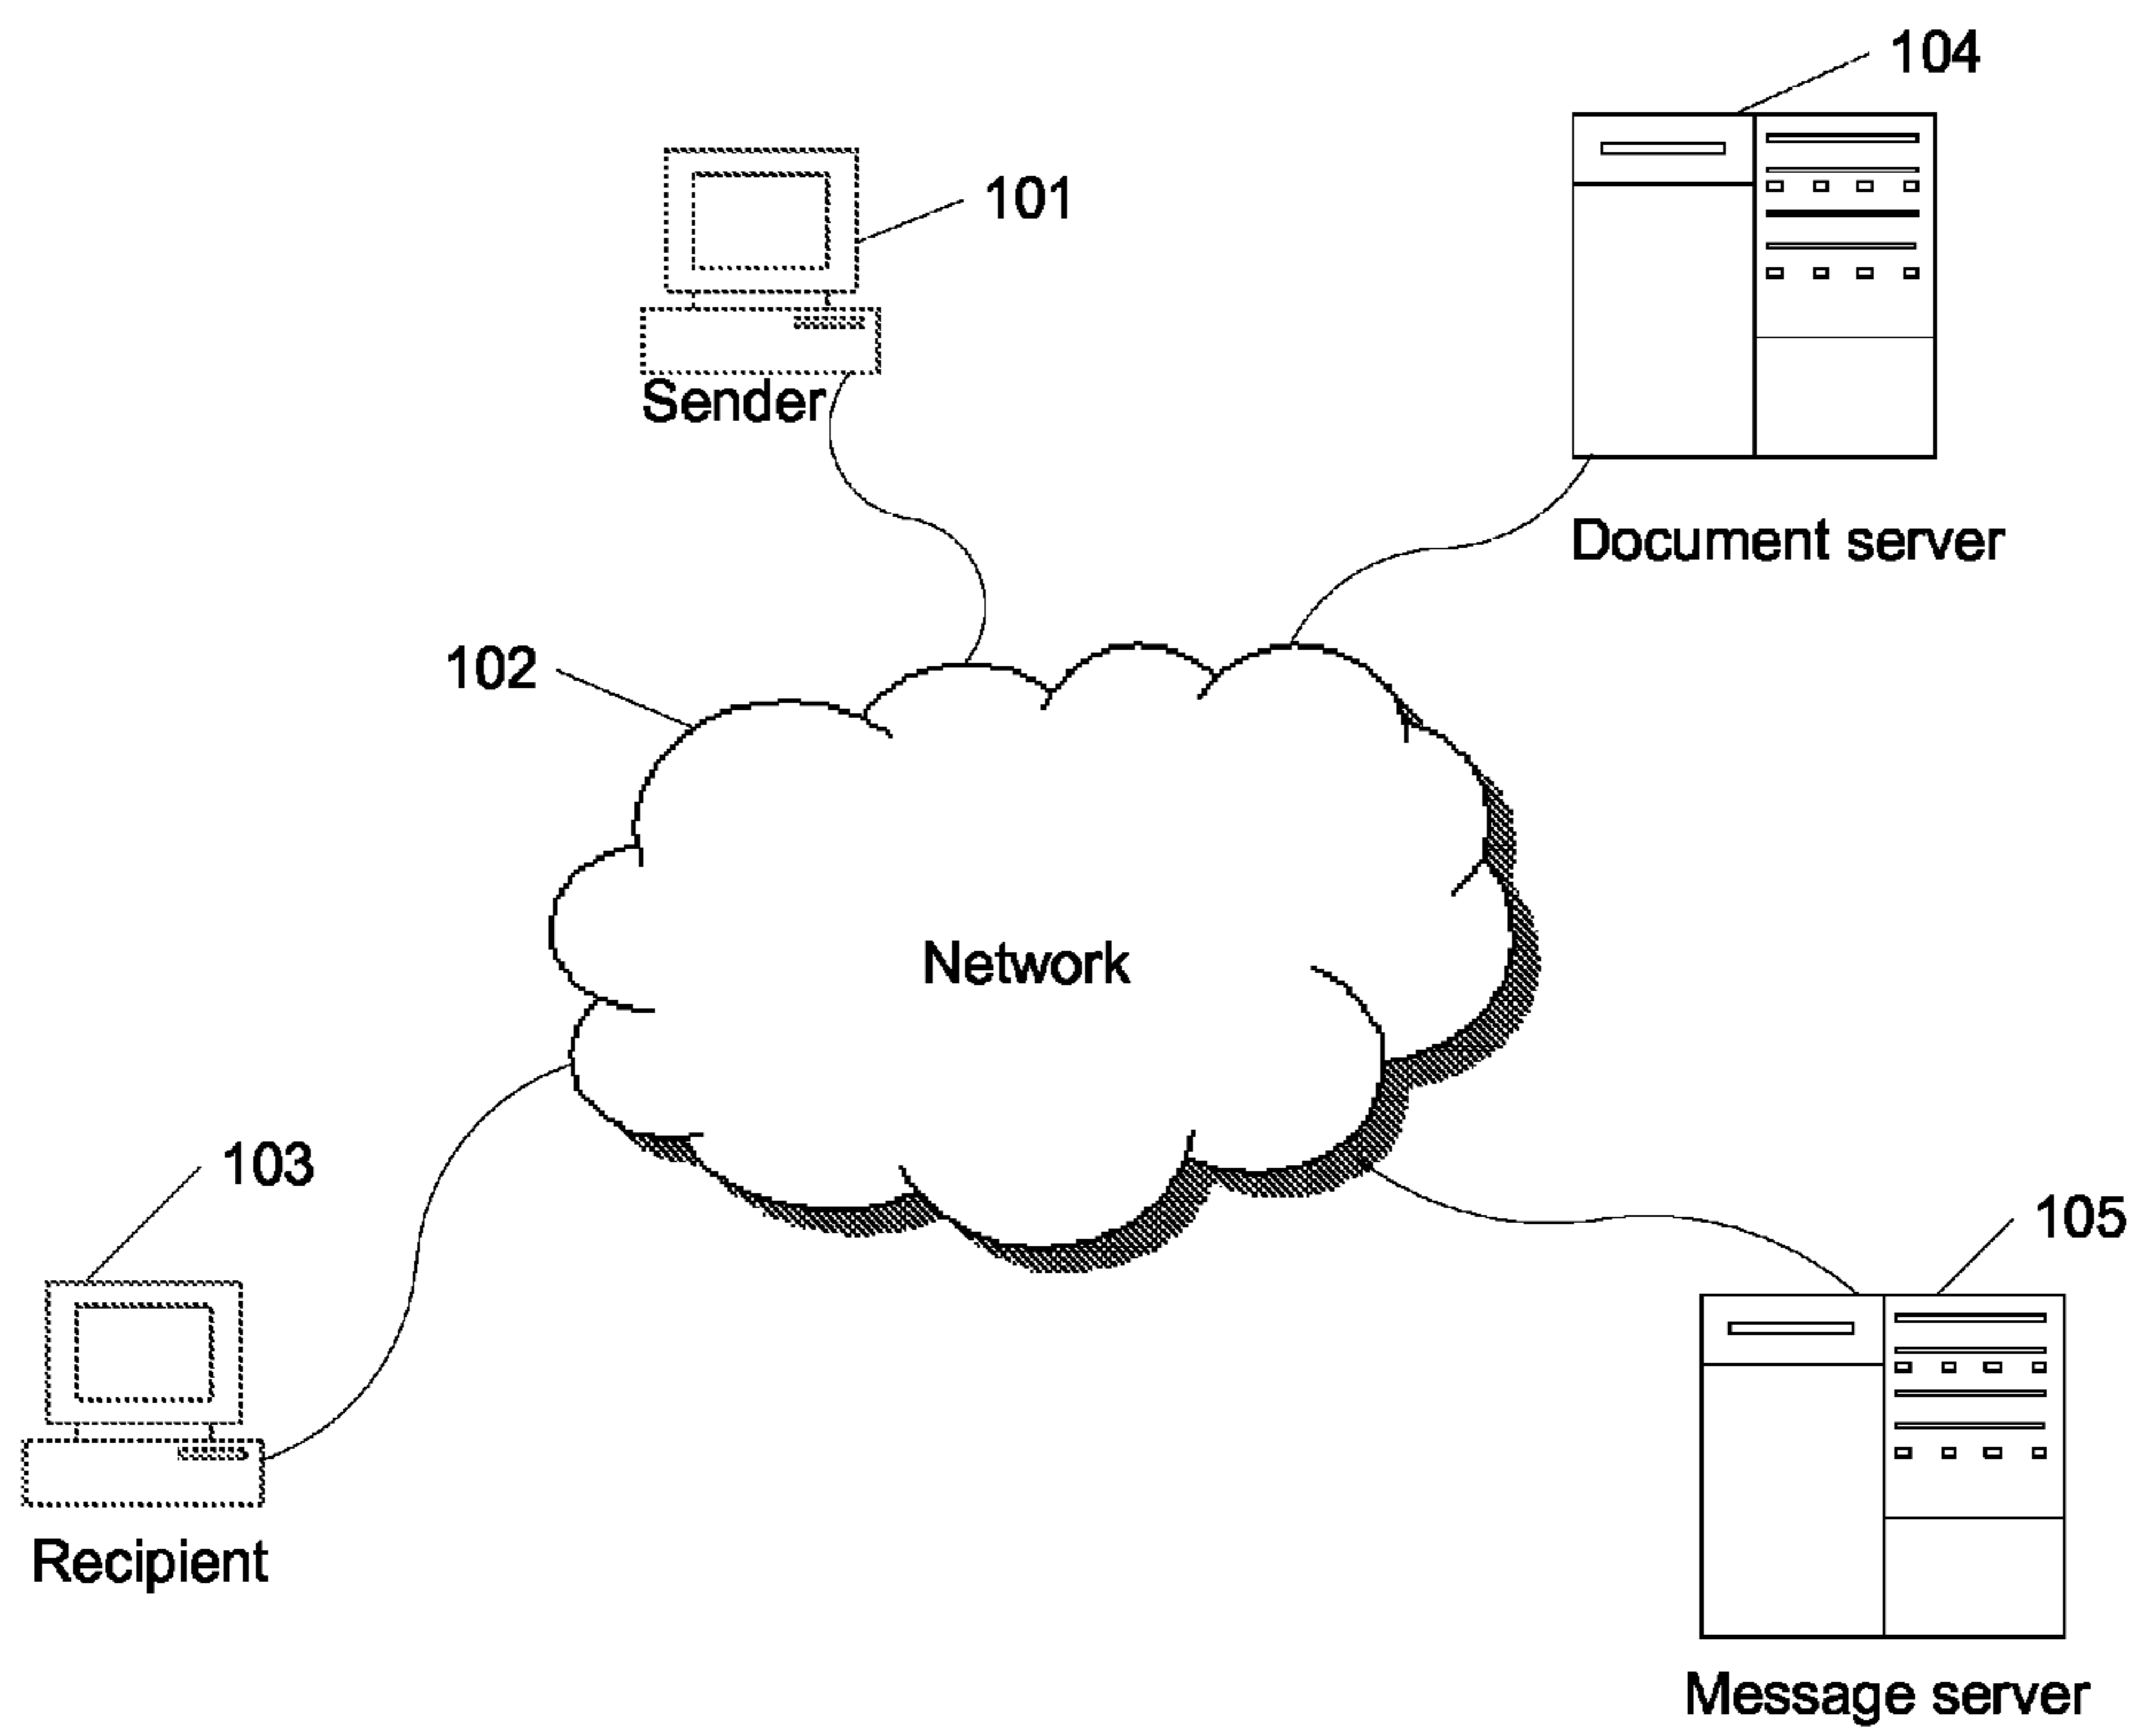 104
101
Sender
Document server
102
Network
103
105
Recipient
Message server